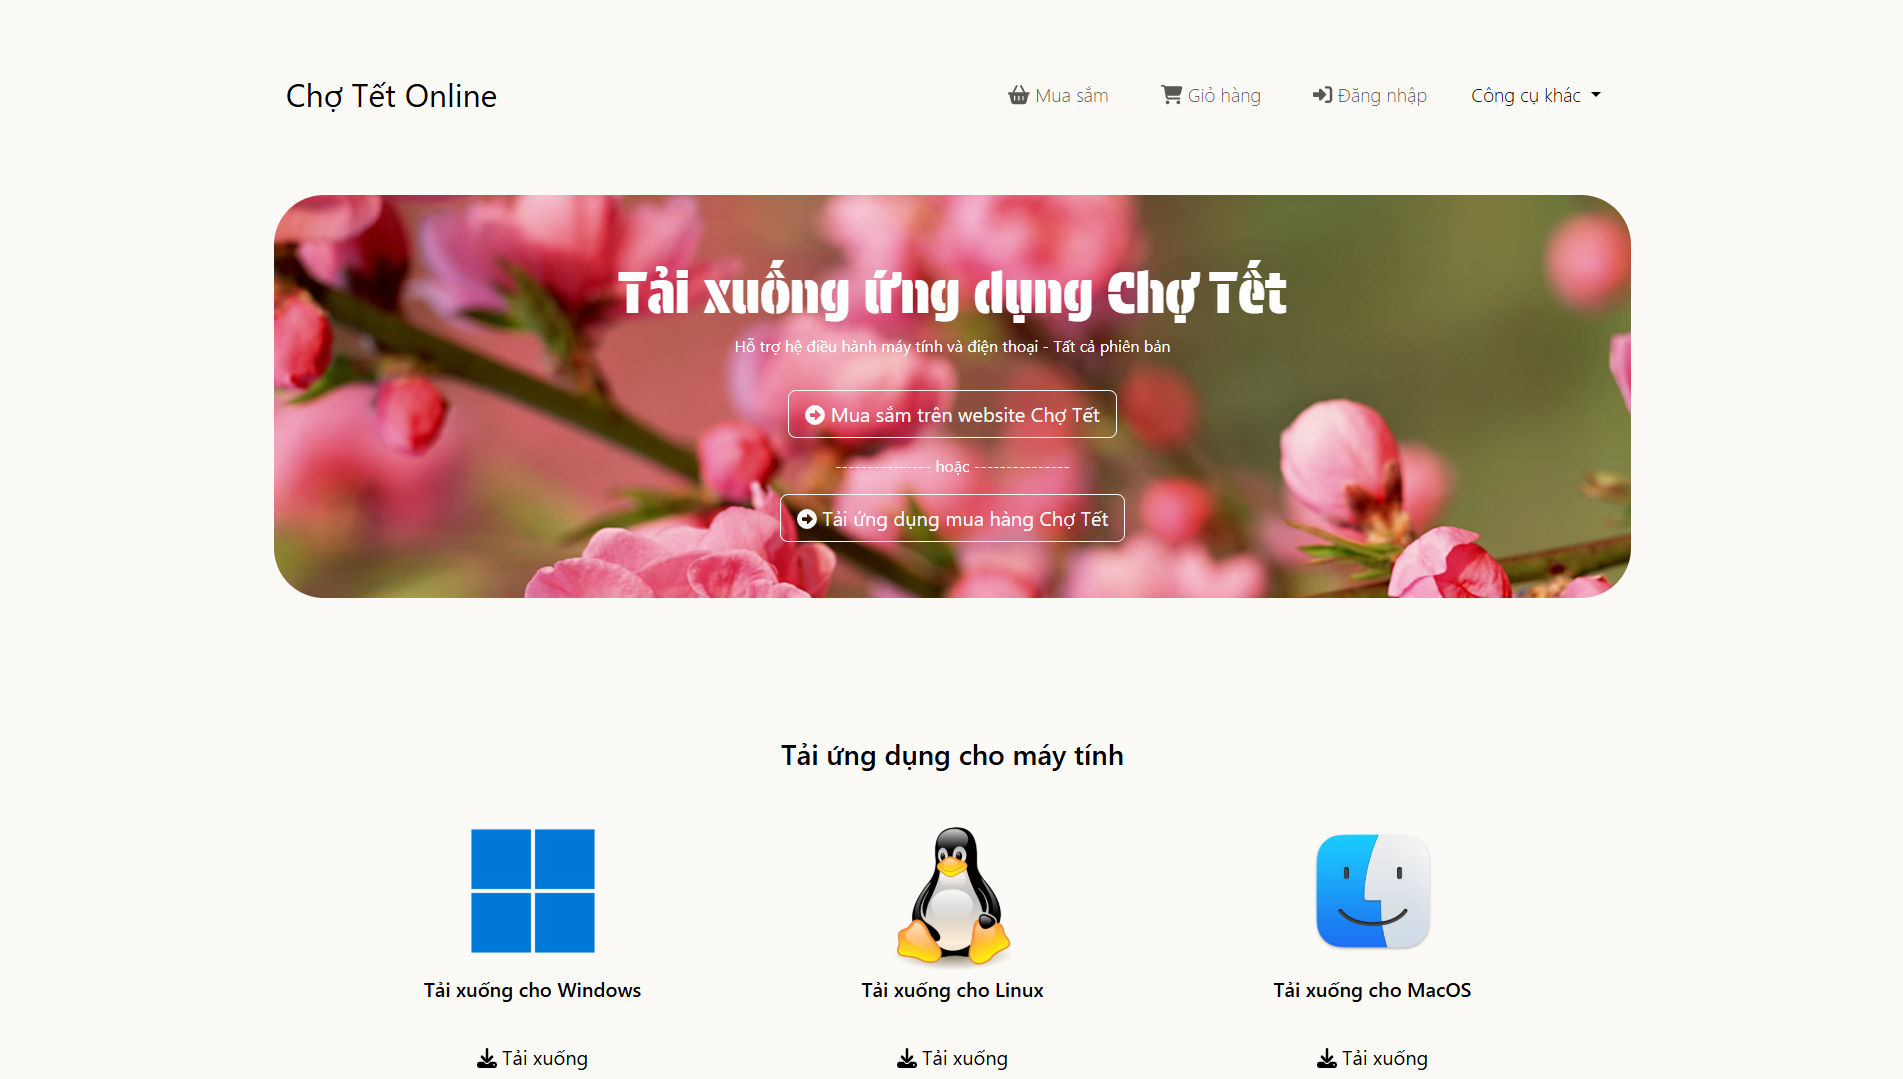 Chợ Tết Online
Mua sắm
Giỏ hàng
Đăng nhập
Công cụ khác
Tải xuống ứng dụng Chợ Tết
Hỗ trợ hệ điều hành máy tính và điện thoại - Tất cả phiên bản
Mua sắm trên website Chợ Tết
--------------- hoặc ---------------
Tải ứng dụng mua hàng Chợ Tết
Tải ứng dụng cho máy tính
Tải xuống cho Windows
Tải xuống cho Linux
Tải xuống cho MacOS
Tải xuống
Tải xuống
Tải xuống